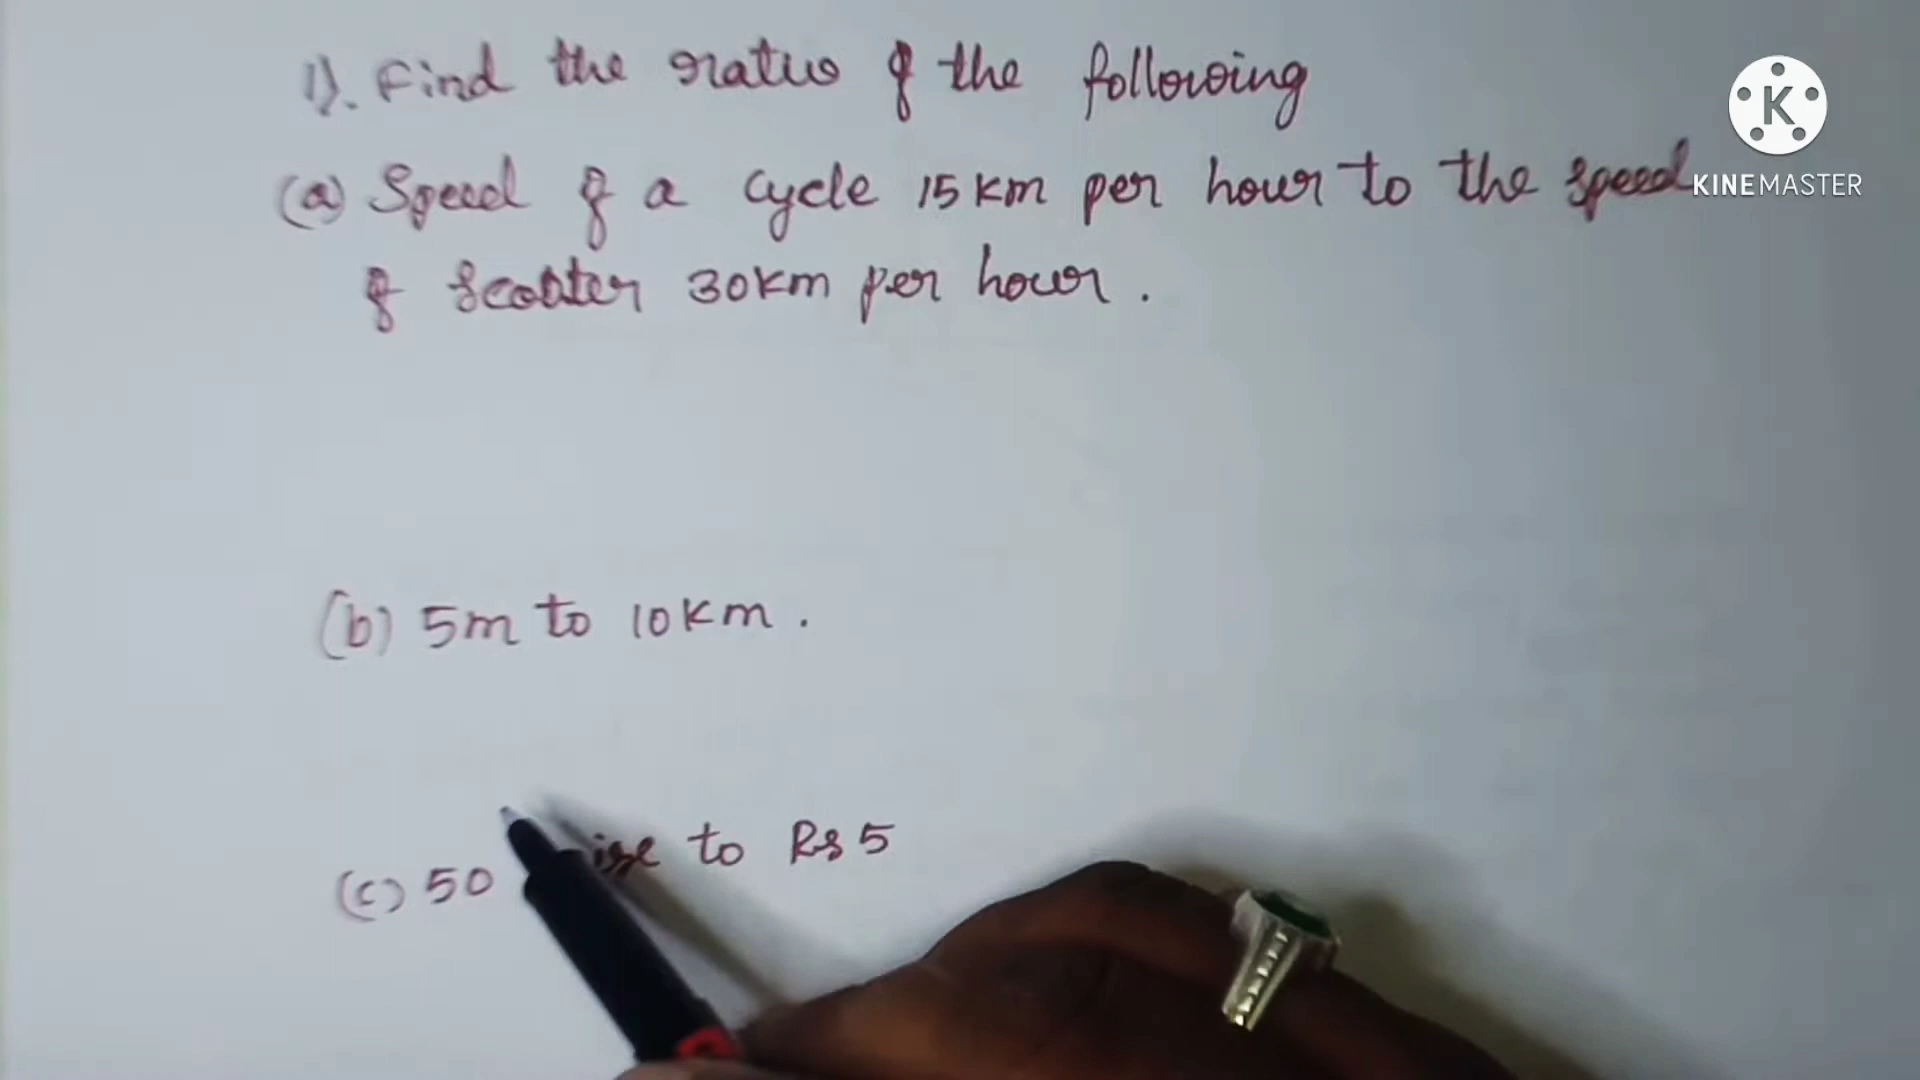 1). Find the ratio of the following
(a) Speed of a cycle 15 km per hour to the speed
of scooter 30 km per hour.
(b) 5m to 10 km.
(c) 50 to Rs 5
K
KINEMASTER